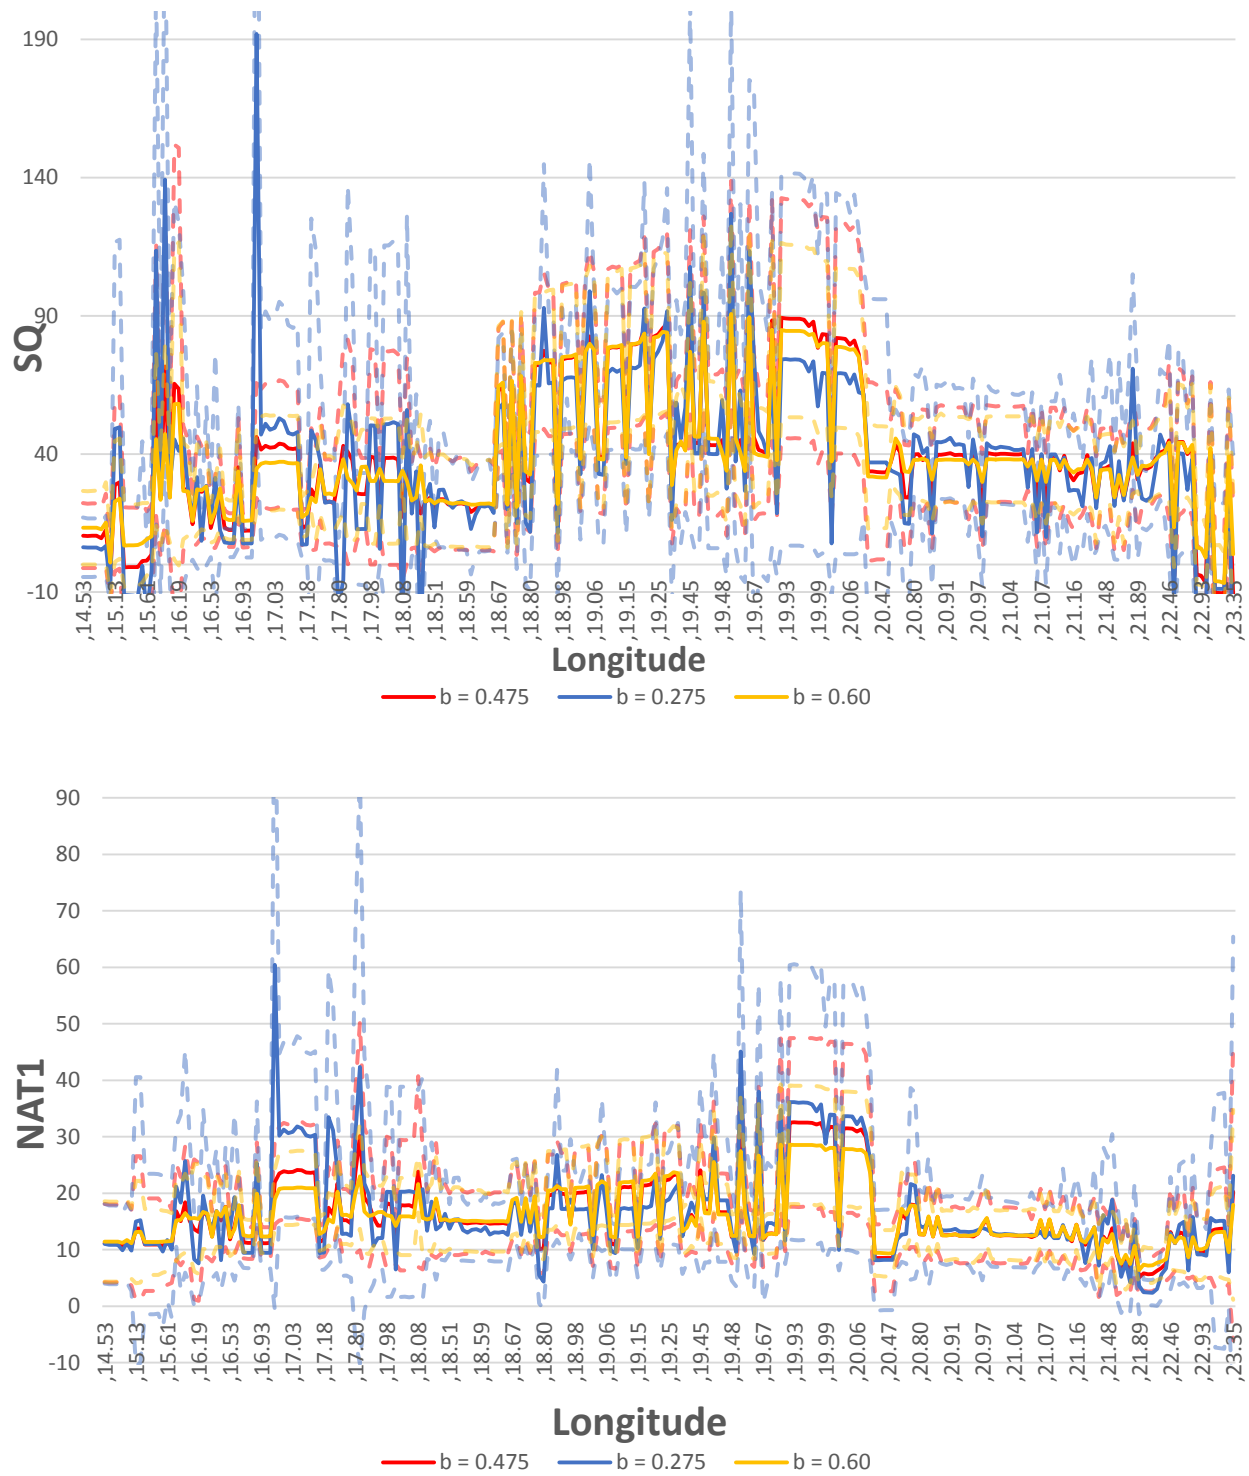 190
140
90
40
-10
SQ
,14.53 ,15.13 ,15.61 ,16.19 ,16.53 ,16.93 ,17.03 ,17.18 ,17.80 ,17.98 ,18.08 ,18.51 ,18.59 ,18.67 ,18.80 ,18.98 ,19.06 ,19.15 ,19.25 ,19.45 ,19.48 ,19.67 ,19.93 ,19.99 ,20.06 ,20.47 ,20.80 ,20.91 ,20.97 ,21.04 ,21.07 ,21.16 ,21.48 ,21.89 ,22.46 ,22.93 ,23.35
Longitude
b = 0.475 b = 0.275 b = 0.60
90
80
70
60
50
40
30
20
10
0
-10
NAT1
,14.53 ,15.13 ,15.61 ,16.19 ,16.53 ,16.93 ,17.03 ,17.18 ,17.80 ,17.98 ,18.08 ,18.51 ,18.59 ,18.67 ,18.80 ,18.98 ,19.06 ,19.15 ,19.25 ,19.45 ,19.48 ,19.67 ,19.93 ,19.99 ,20.06 ,20.47 ,20.80 ,20.91 ,20.97 ,21.04 ,21.07 ,21.16 ,21.48 ,21.89 ,22.46 ,22.93 ,23.35
Longitude
b = 0.475 b = 0.275 b = 0.60